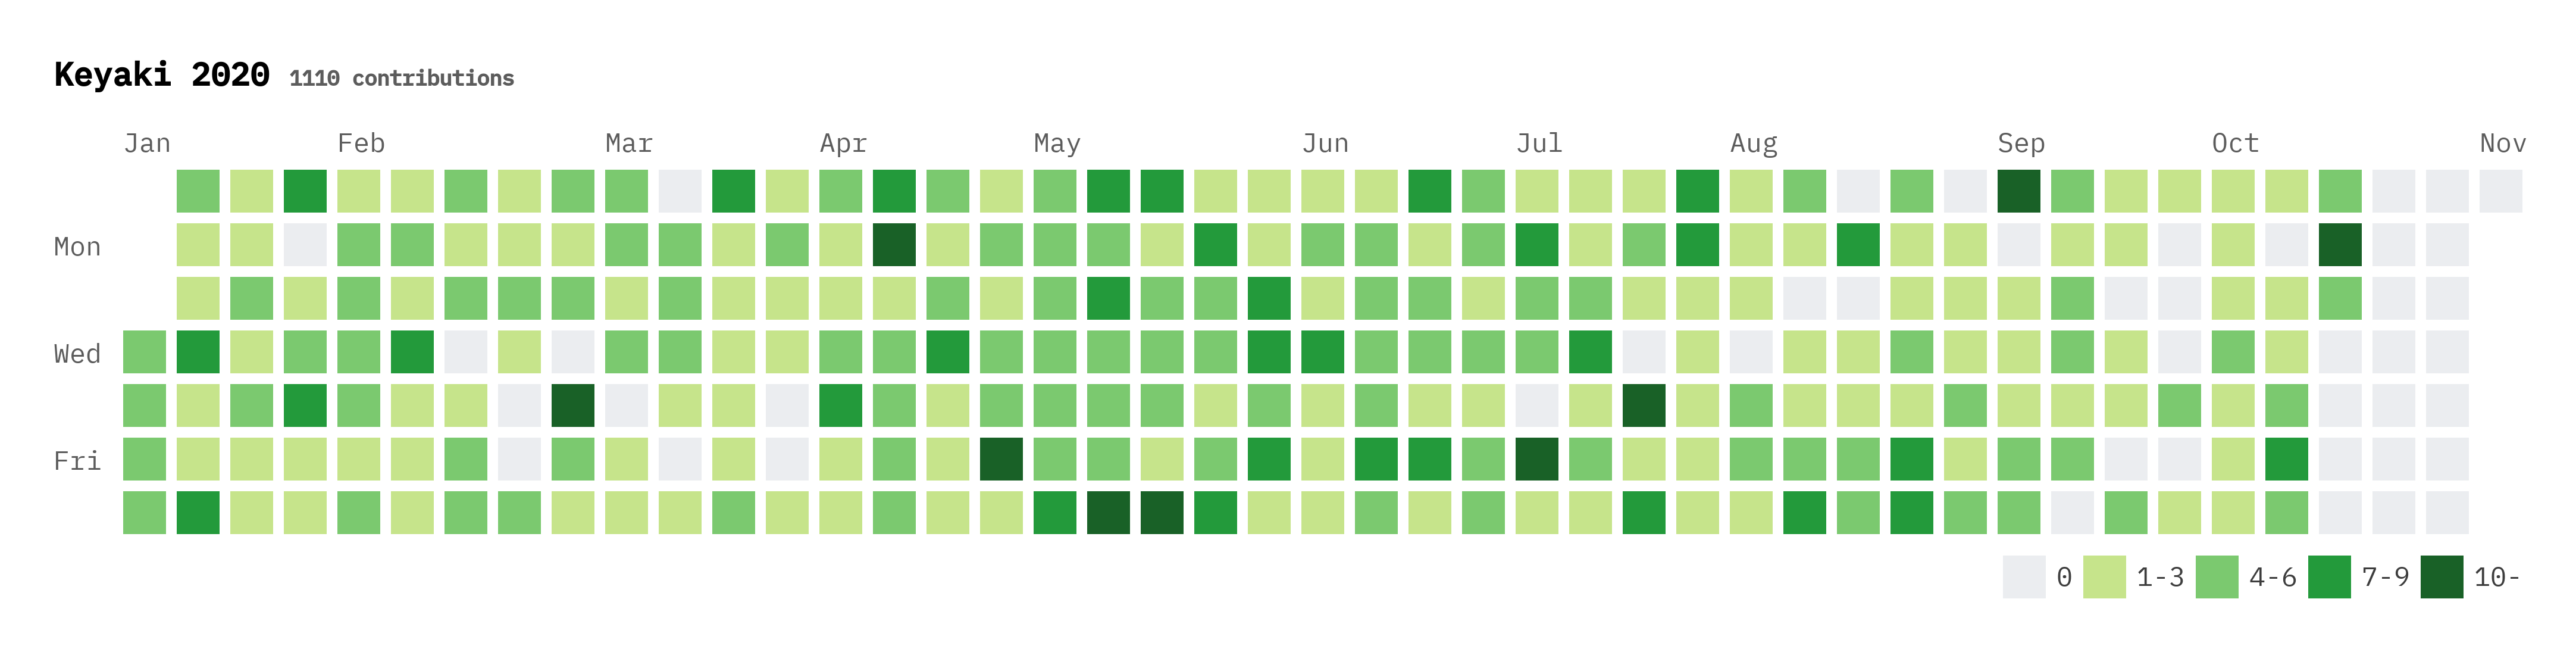 Keyaki 2020 1110 contributions
Jan Feb Mar Apr May Jun Jul Aug Sep Oct Nov
Mon
Wed
Fri
0 1-3 4-6 7-9 10-